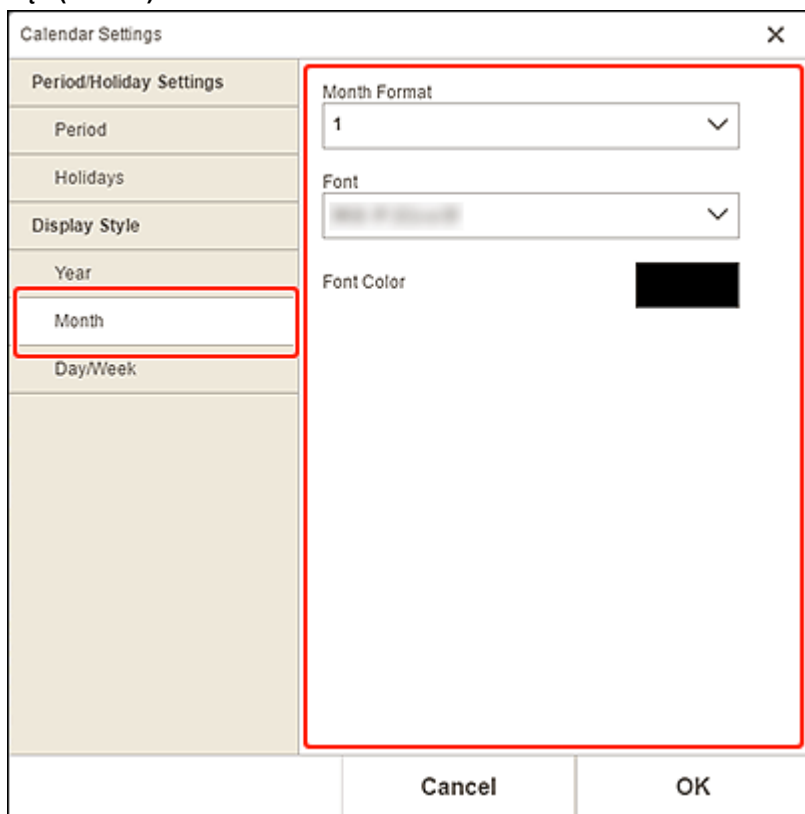 Calendar Settings
Period/Holiday Settings
Period
Holidays
Display Style
Year
Month
Day/Week
Month Format
1
Font
Font Color
Cancel
OK